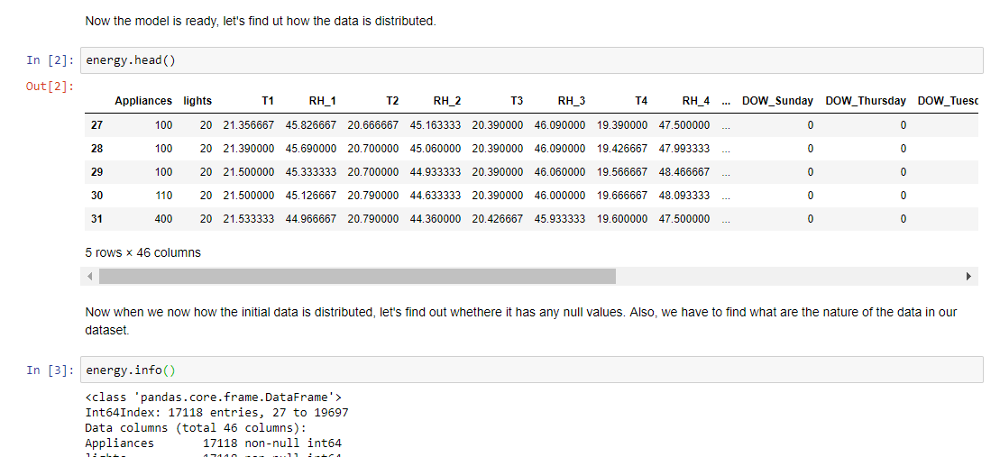 Now the model is ready, let's find ut how the data is distributed.
In [2]: energy.head()
Out[2]:
Appliances lights T1 RH_1 T2 RH_2 T3 RH_3 T4 RH_4 ... DOW_Sunday DOW_Thursday DOW_Tuesc
27 100 20 21.356667 45.826667 20.666667 45.163333 20.390000 46.090000 19.390000 47.500000 ... 0 0
28 100 20 21.390000 45.690000 20.700000 45.060000 20.390000 46.090000 19.426667 47.993333 ... 0 0
29 100 20 21.500000 45.333333 20.700000 44.933333 20.390000 46.060000 19.566667 48.466667 ... 0 0
30 110 20 21.500000 45.126667 20.790000 44.633333 20.390000 46.000000 19.666667 48.093333 ... 0 0
31 400 20 21.533333 44.966667 20.790000 44.360000 20.426667 45.933333 19.600000 47.500000 ... 0 0
5 rows × 46 columns
Now when we now how the initial data is distributed, let's find out whethere it has any null values. Also, we have to find what are the nature of the data in our
dataset.
In [3]: energy.info()
<class 'pandas.core.frame.DataFrame'>
Int64Index: 17118 entries, 27 to 19697
Data columns (total 46 columns):
Appliances 17118 non-null int64